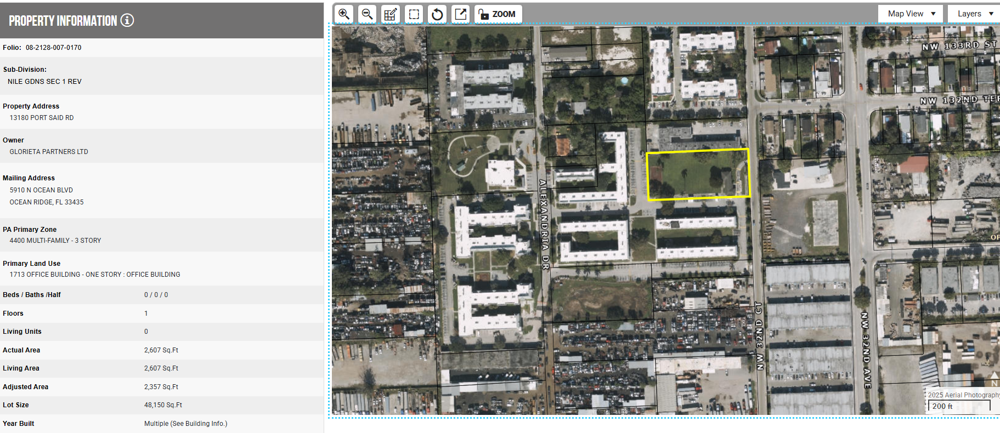 PROPERTY INFORMATION
Folio: 08-2128-007-0170
Sub-Division:
NILE GDNS SEC 1 REV
Property Address
13180 PORT SAID RD
Owner
GLORIETA PARTNERS LTD
Mailing Address
5910 N OCEAN BLVD
OCEAN RIDGE, FL 33435
PA Primary Zone
4400 MULTI-FAMILY - 3 STORY
Primary Land Use
1713 OFFICE BUILDING - ONE STORY : OFFICE BUILDING
Beds / Baths /Half 0 / 0 / 0
Floors 1
Living Units 0
Actual Area 2,607 Sq.Ft
Living Area 2,607 Sq.Ft
Adjusted Area 2,357 Sq.Ft
Lot Size 48,150 Sq.Ft
Year Built Multiple (See Building Info.)
ZOOM
Map View
Layers
NW 133RD ST
NW 132ND TER
ALEXANDRIA DR
OP
NW 32ND CT
NW 32ND AVE
N
2025 Aerial Photography
200 ft